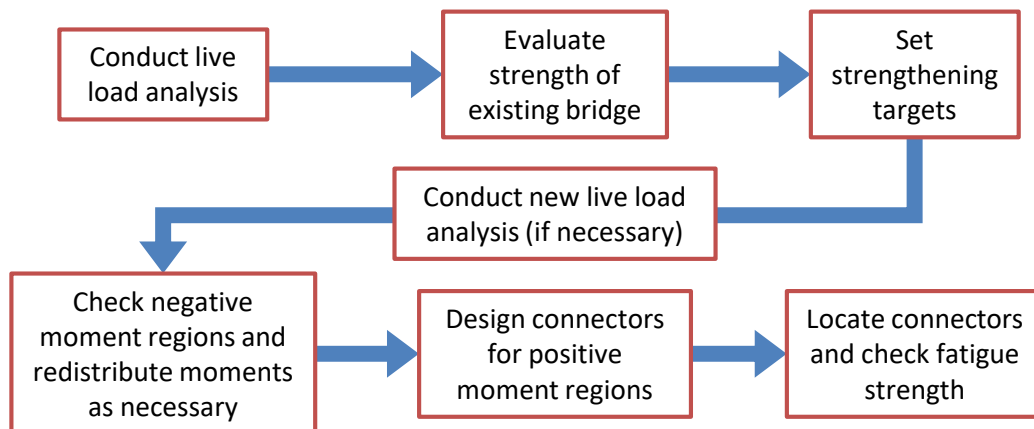 Conduct live
load analysis
Evaluate
strength of
existing bridge
Set
strengthening
targets
Conduct new live load
analysis (if necessary)
Check negative
moment regions and
redistribute moments
as necessary
Design connectors
for positive
moment regions
Locate connectors
and check fatigue
strength